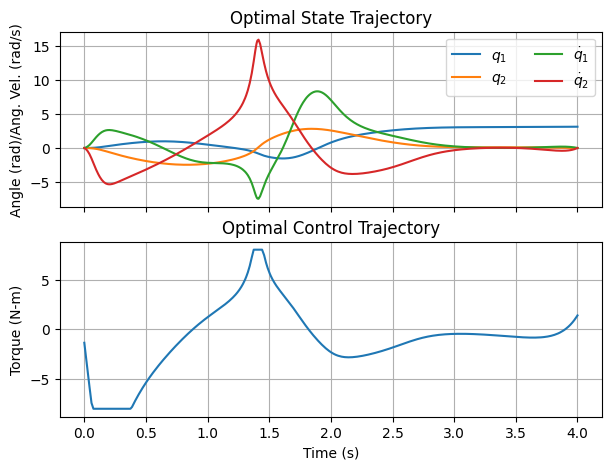 Optimal State Trajectory
Angle (rad)/Ang. Vel. (rad/s)
15
10
5
0
−5
q₁
q₂
q̇₁
q̇₂
Optimal Control Trajectory
Torque (N-m)
5
0
−5
0.0 0.5 1.0 1.5 2.0 2.5 3.0 3.5 4.0
Time (s)